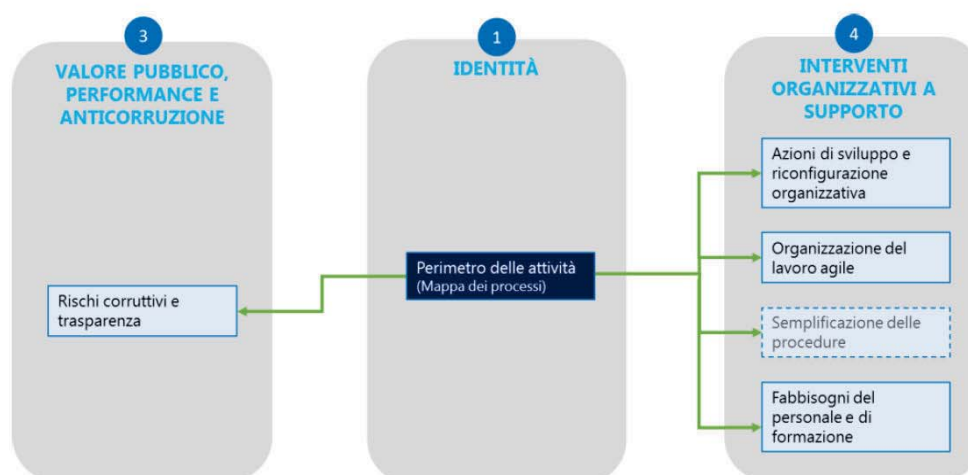 3
VALORE PUBBLICO,
PERFORMANCE E
ANTICORRUZIONE
Rischi corruttivi e
trasparenza
1
IDENTITÀ
Perimetro delle attività
(Mappa dei processi)
4
INTERVENTI
ORGANIZZATIVI A
SUPPORTO
Azioni di sviluppo e
riconfigurazione
organizzativa
Organizzazione del
lavoro agile
Semplificazione delle
procedure
Fabbisogni del
personale e di
formazione